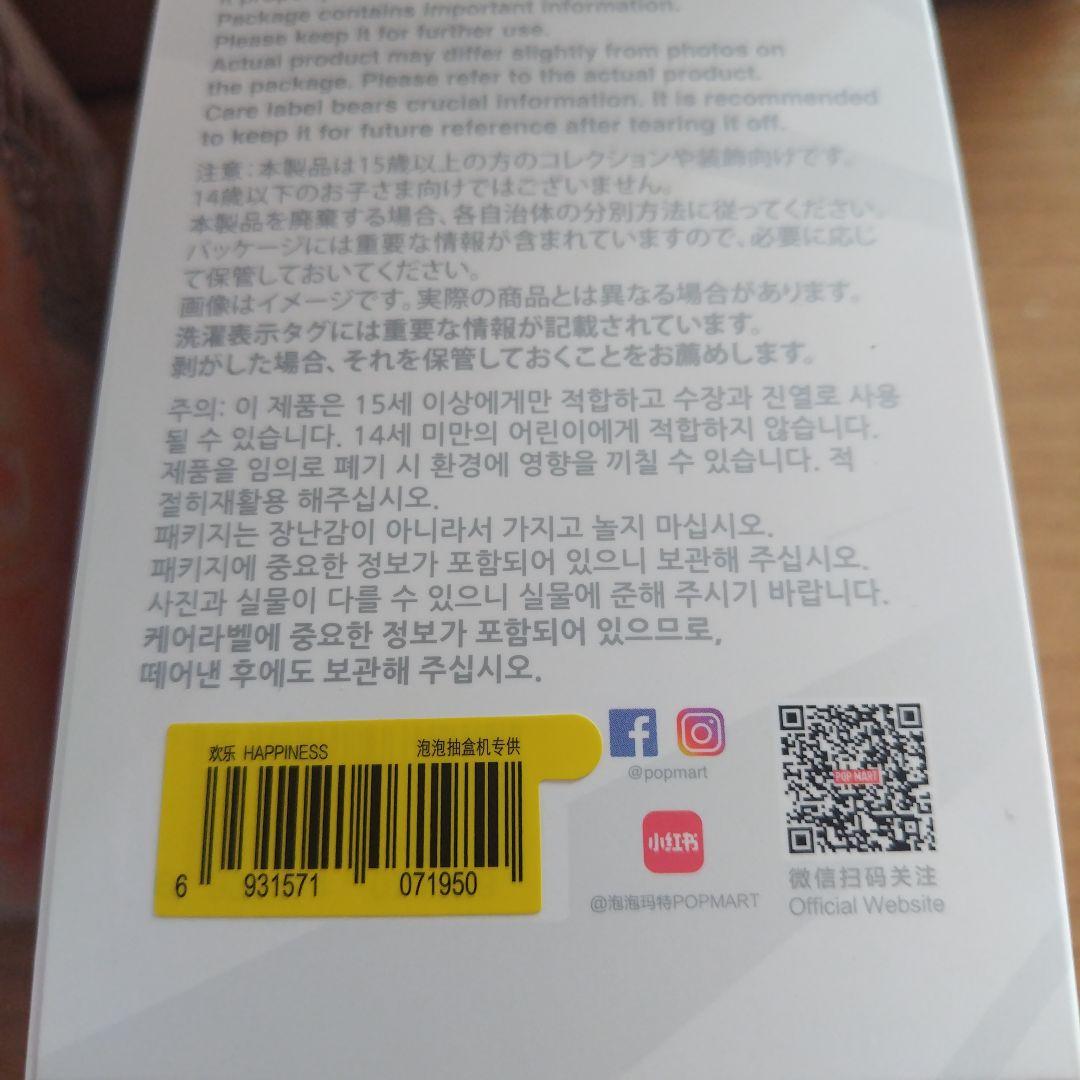 Package contains important information.
Please keep it for further use.
Actual product may differ slightly from photos on
the package. Please refer to the actual product.
Care label bears crucial information. It is recommended
to keep it for future reference after tearing it off.
注意：本製品は15歳以上の方のコレクションや装飾向けです。
14歳以下のお子さま向けではございません。
本製品を廃棄する場合、各自治体の分別方法に従ってください。
パッケージには重要な情報が含まれていますので、必要に応じ
て保管しておいてください。
画像はイメージです。実際の商品とは異なる場合があります。
洗濯表示タグには重要な情報が記載されています。
剥がした場合、それを保管しておくことをお薦めします。
주의: 이 제품은 15세 이상에게만 적합하고 수장과 진열로 사용
될 수 있습니다. 14세 미만의 어린이에게 적합하지 않습니다.
제품을 임의로 폐기 시 환경에 영향을 끼칠 수 있습니다. 적
절히재활용 해주십시오.
패키지는 장난감이 아니라서 가지고 놀지 마십시오.
패키지에 중요한 정보가 포함되어 있으니 보관해 주십시오.
사진과 실물이 다를 수 있으니 실물에 준해 주시기 바랍니다.
케어라벨에 중요한 정보가 포함되어 있으므로,
떼어낸 후에도 보관해 주십시오.
欢乐 HAPPINESS 泡泡抽盒机专供
6 931571 071950
@popmart
小红书
@泡泡玛特POPMART
POP MART
微信扫码关注
Official Website